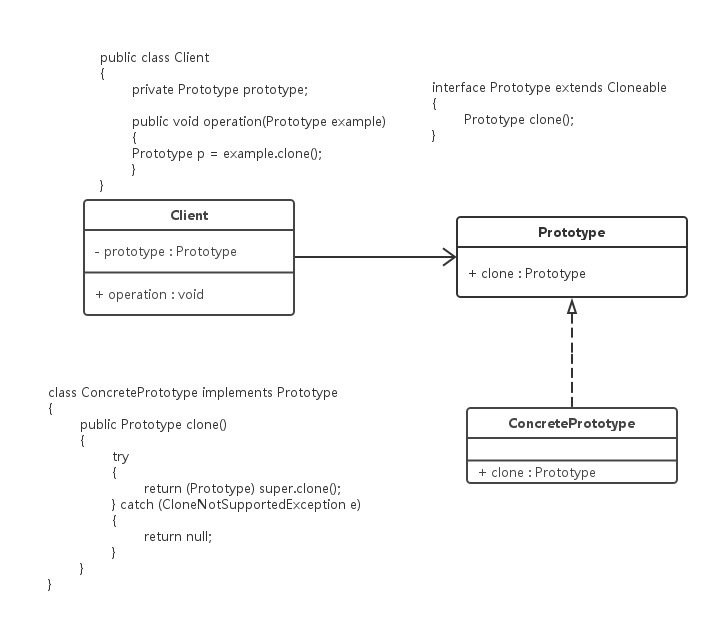 public class Client
{
private Prototype prototype;
public void operation(Prototype example)
{
Prototype p = example.clone();
}
}
interface Prototype extends Cloneable
{
Prototype clone();
}
Client
- prototype : Prototype
+ operation : void
Prototype
+ clone : Prototype
class ConcretePrototype implements Prototype
{
public Prototype clone()
{
try
{
return (Prototype) super.clone();
} catch (CloneNotSupportedException e)
{
return null;
}
}
}
ConcretePrototype
+ clone : Prototype